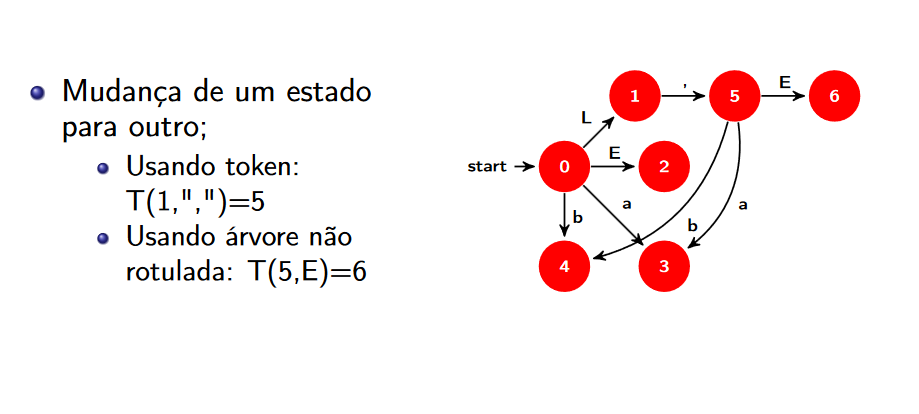 Mudança de um estado
para outro;
Usando token:
T(1,",")=5
Usando árvore não
rotulada: T(5,E)=6
start
0
1
5
6
2
4
3
L
,
E
E
b
a
b
a